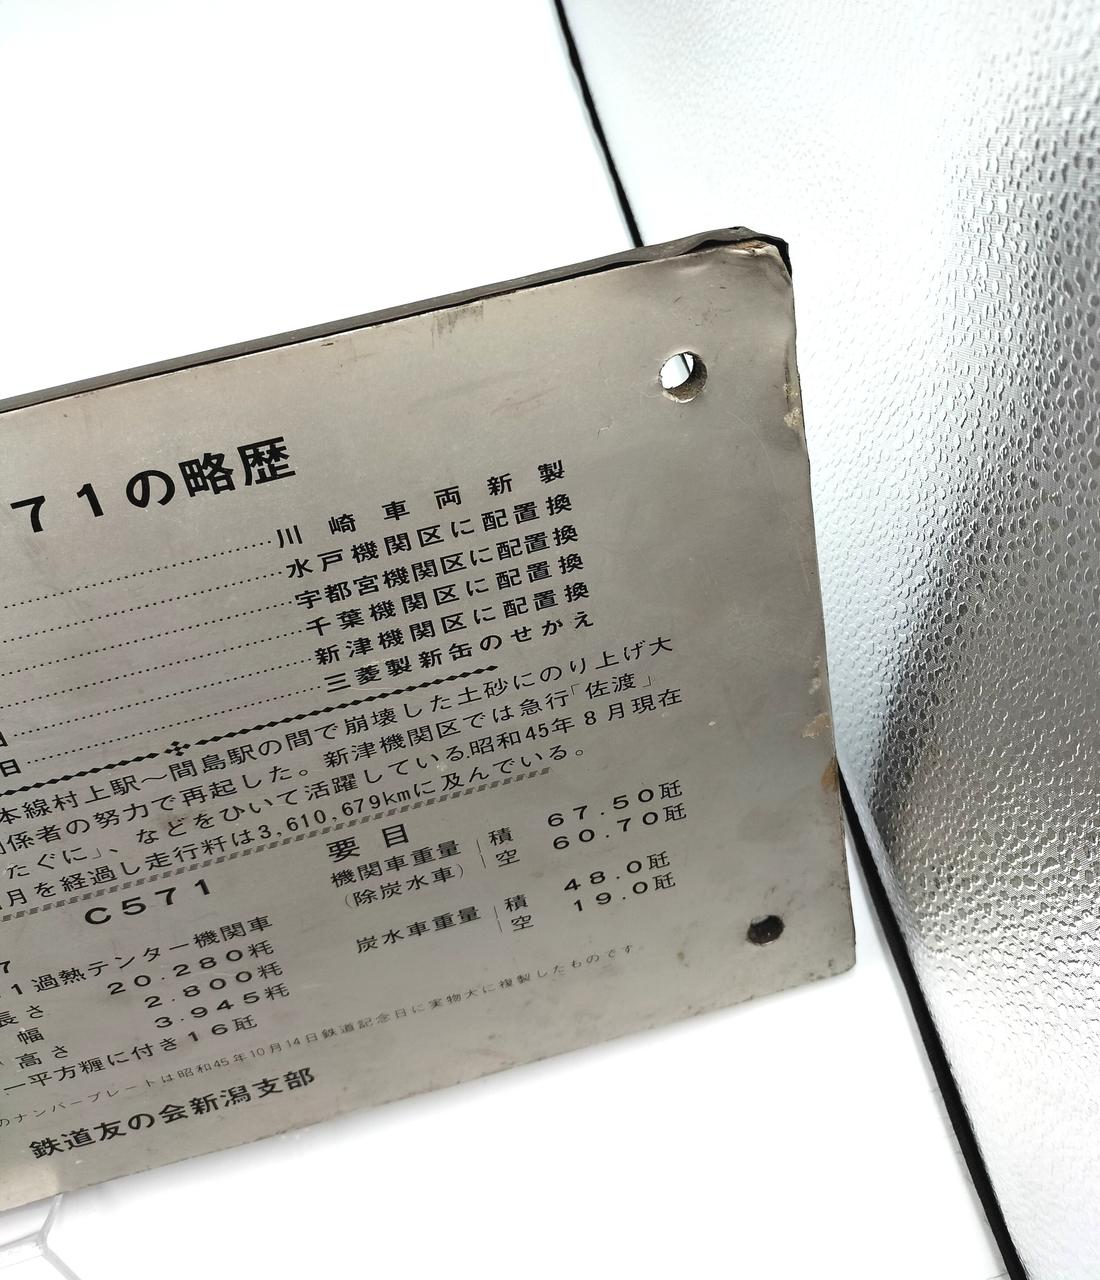 71の略歴
川崎車両新製
水戸機関区に配置換
宇都宮機関区に配置換
千葉機関区に配置換
新津機関区に配置換
日 三菱製新缶のせがえ
日
本線村上駅〜間島駅の間で崩壊した土砂にのり上げ大
関係者の努力で再起した。新津機関区では急行「佐渡」
たぐに」、などをひいて活躍している.昭和45年8月現在
月を経過し走行粁は3,610,679kmに及んでいる。
C571 要目
7
1過熱テンター機関車
長さ 20.280粍
幅 2.800粍
高さ 3.945粍
一平方糎に付き16瓩
機関車重量 積 67.50瓩
(除炭水車) 空 60.70瓩
炭水車重量 積 48.0瓩
空 19.0瓩
のナンバープレートは昭和45年10月14日鉄道記念日に実物大に複製したものです.
鉄道友の会新潟支部